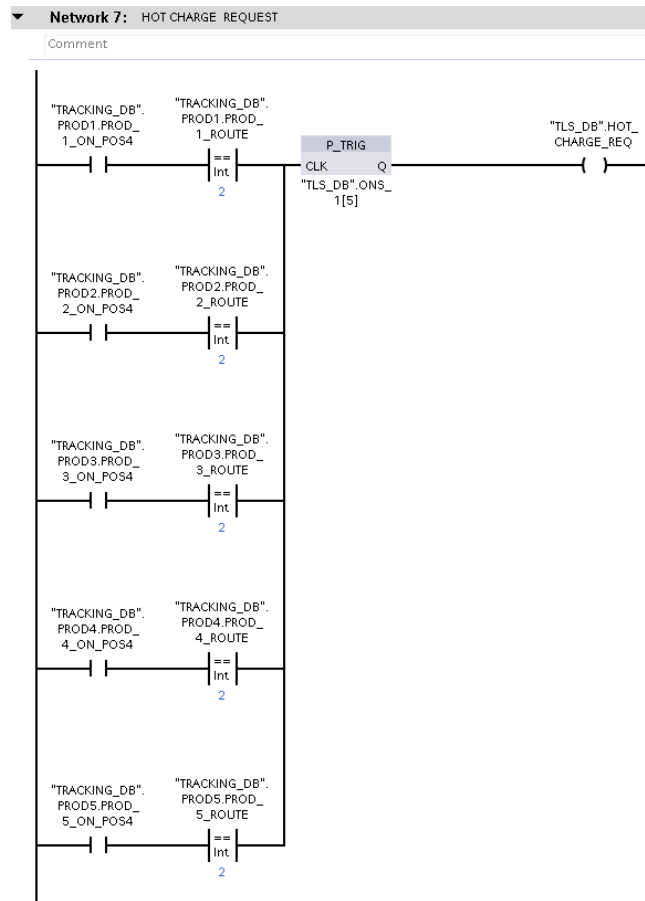 Network 7: HOT CHARGE REQUEST
Comment
"TRACKING_DB".
PROD1.PROD_
1_ON_POS4
"TRACKING_DB".
PROD1.PROD_
1_ROUTE
==
Int
2
P_TRIG
CLK Q
"TLS_DB".ONS_
1[5]
"TLS_DB".HOT_
CHARGE_REQ
"TRACKING_DB".
PROD2.PROD_
2_ON_POS4
"TRACKING_DB".
PROD2.PROD_
2_ROUTE
==
Int
2
"TRACKING_DB".
PROD3.PROD_
3_ON_POS4
"TRACKING_DB".
PROD3.PROD_
3_ROUTE
==
Int
2
"TRACKING_DB".
PROD4.PROD_
4_ON_POS4
"TRACKING_DB".
PROD4.PROD_
4_ROUTE
==
Int
2
"TRACKING_DB".
PROD5.PROD_
5_ON_POS4
"TRACKING_DB".
PROD5.PROD_
5_ROUTE
==
Int
2